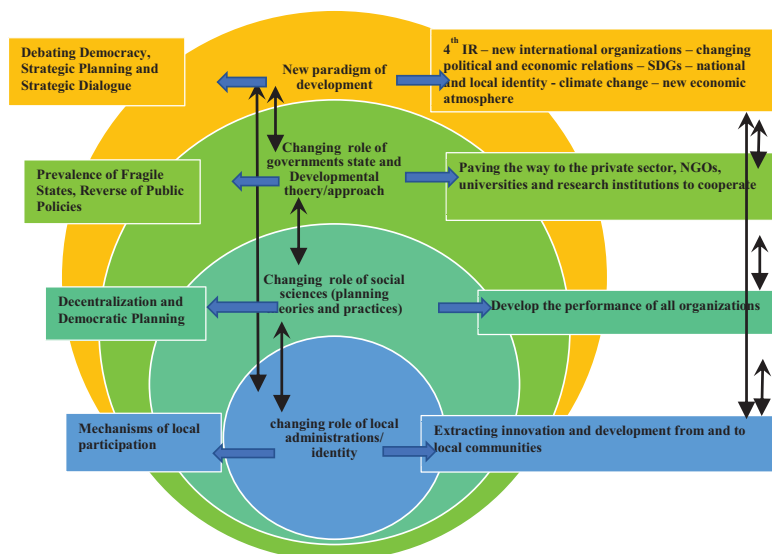 Debating Democracy,
Strategic Planning and
Strategic Dialogue
New paradigm of
development
4th IR – new international organizations – changing
political and economic relations – SDGs – national
and local identity - climate change – new economic
atmosphere
Prevalence of Fragile
States, Reverse of Public
Policies
Changing role of
governments state and
Developmental
thoery/approach
Paving the way to the private sector, NGOs,
universities and research institutions to cooperate
Decentralization and
Democratic Planning
Changing role of social
sciences (planning
theories and practices)
Develop the performance of all organizations
Mechanisms of local
participation
changing role of local
administrations/
identity
Extracting innovation and development from and to
local communities